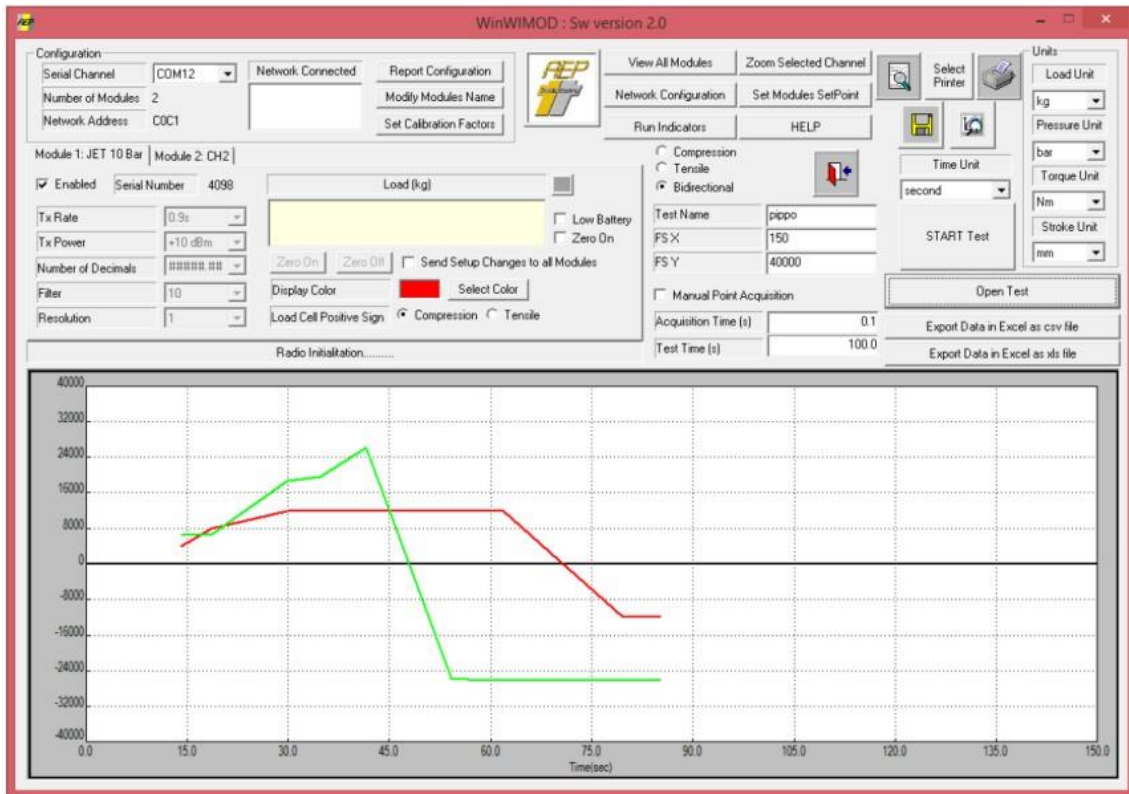 AEP
WinWIMOD : Sw version 2.0
Configuration
Serial Channel COM12
Number of Modules 2
Network Address C0C1
Network Connected
Report Configuration
Modify Modules Name
Set Calibration Factors
AEP
View All Modules
Zoom Selected Channel
Network Configuration
Set Modules SetPoint
Run Indicators
HELP
Select
Printer
Units
Load Unit
kg
Pressure Unit
bar
Torque Unit
Nm
Stroke Unit
mm
Module 1: JET 10 Bar Module 2: CH2
Enabled Serial Number 4098
Tx Rate 0.9s
Tx Power +10 dBm
Number of Decimals #####.##
Filter 10
Resolution 1
Load (kg)
Low Battery
Zero On
Zero On Zero Off Send Setup Changes to all Modules
Display Color Select Color
Load Cell Positive Sign Compression Tensile
Radio Initialitation..........
Compression
Tensile
Bidirectional
Test Name pippo
FS X 150
FS Y 40000
Manual Point Acquisition
Acquisition Time (s) 0.1
Test Time (s) 100.0
Time Unit
second
START Test
Open Test
Export Data in Excel as csv file
Export Data in Excel as xls file
40000
32000
24000
16000
8000
0
-8000
-16000
-24000
-32000
-40000
0.0 15.0 30.0 45.0 60.0 75.0 90.0 105.0 120.0 135.0 150.0
Time(sec)